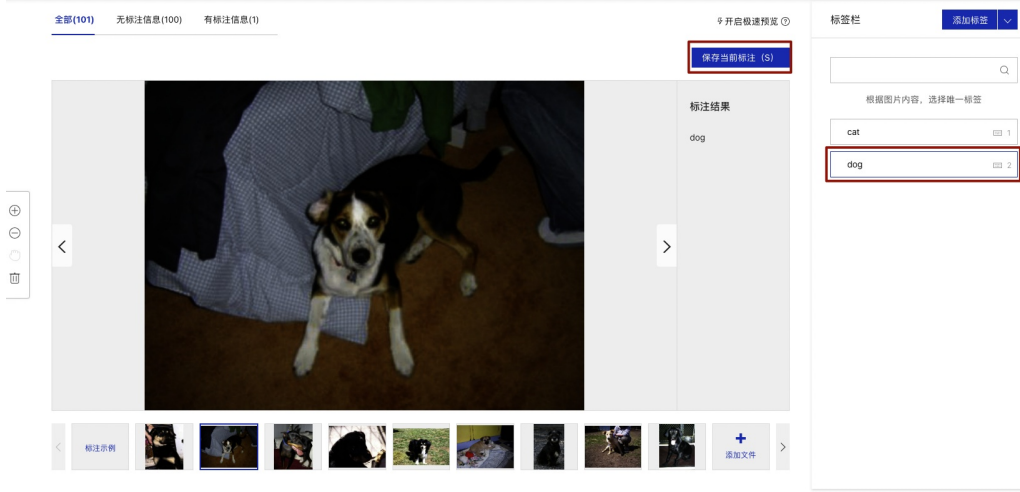 全部(101) 无标注信息(100) 有标注信息(1)
开启极速预览 ?
标签栏
添加标签
保存当前标注（S）
根据图片内容，选择唯一标签
标注结果
dog
cat 1
dog 2
标注示例
添加文件